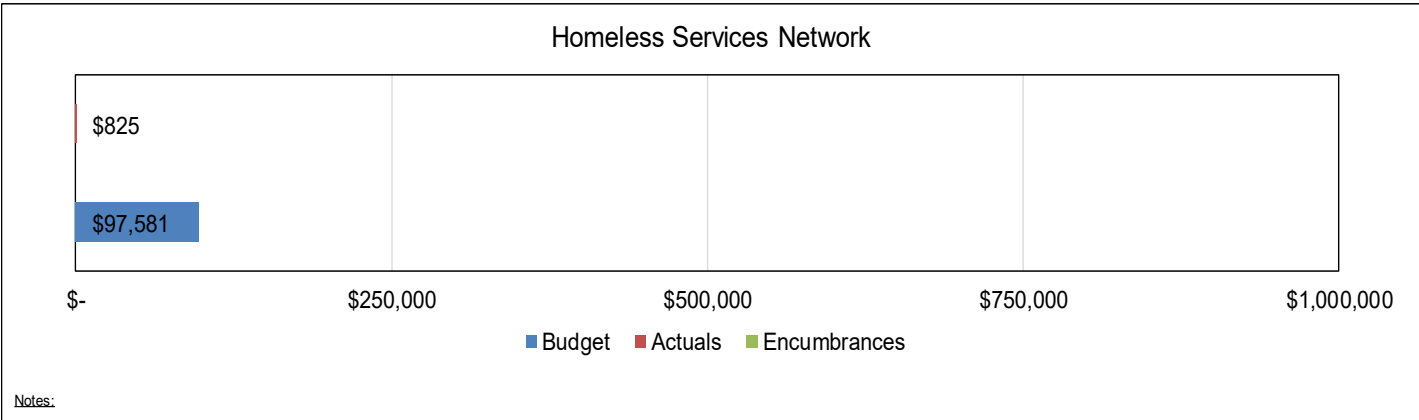 Homeless Services Network
$825
$97,581
$- $250,000 $500,000 $750,000 $1,000,000
Budget Actuals Encumbrances
Notes: